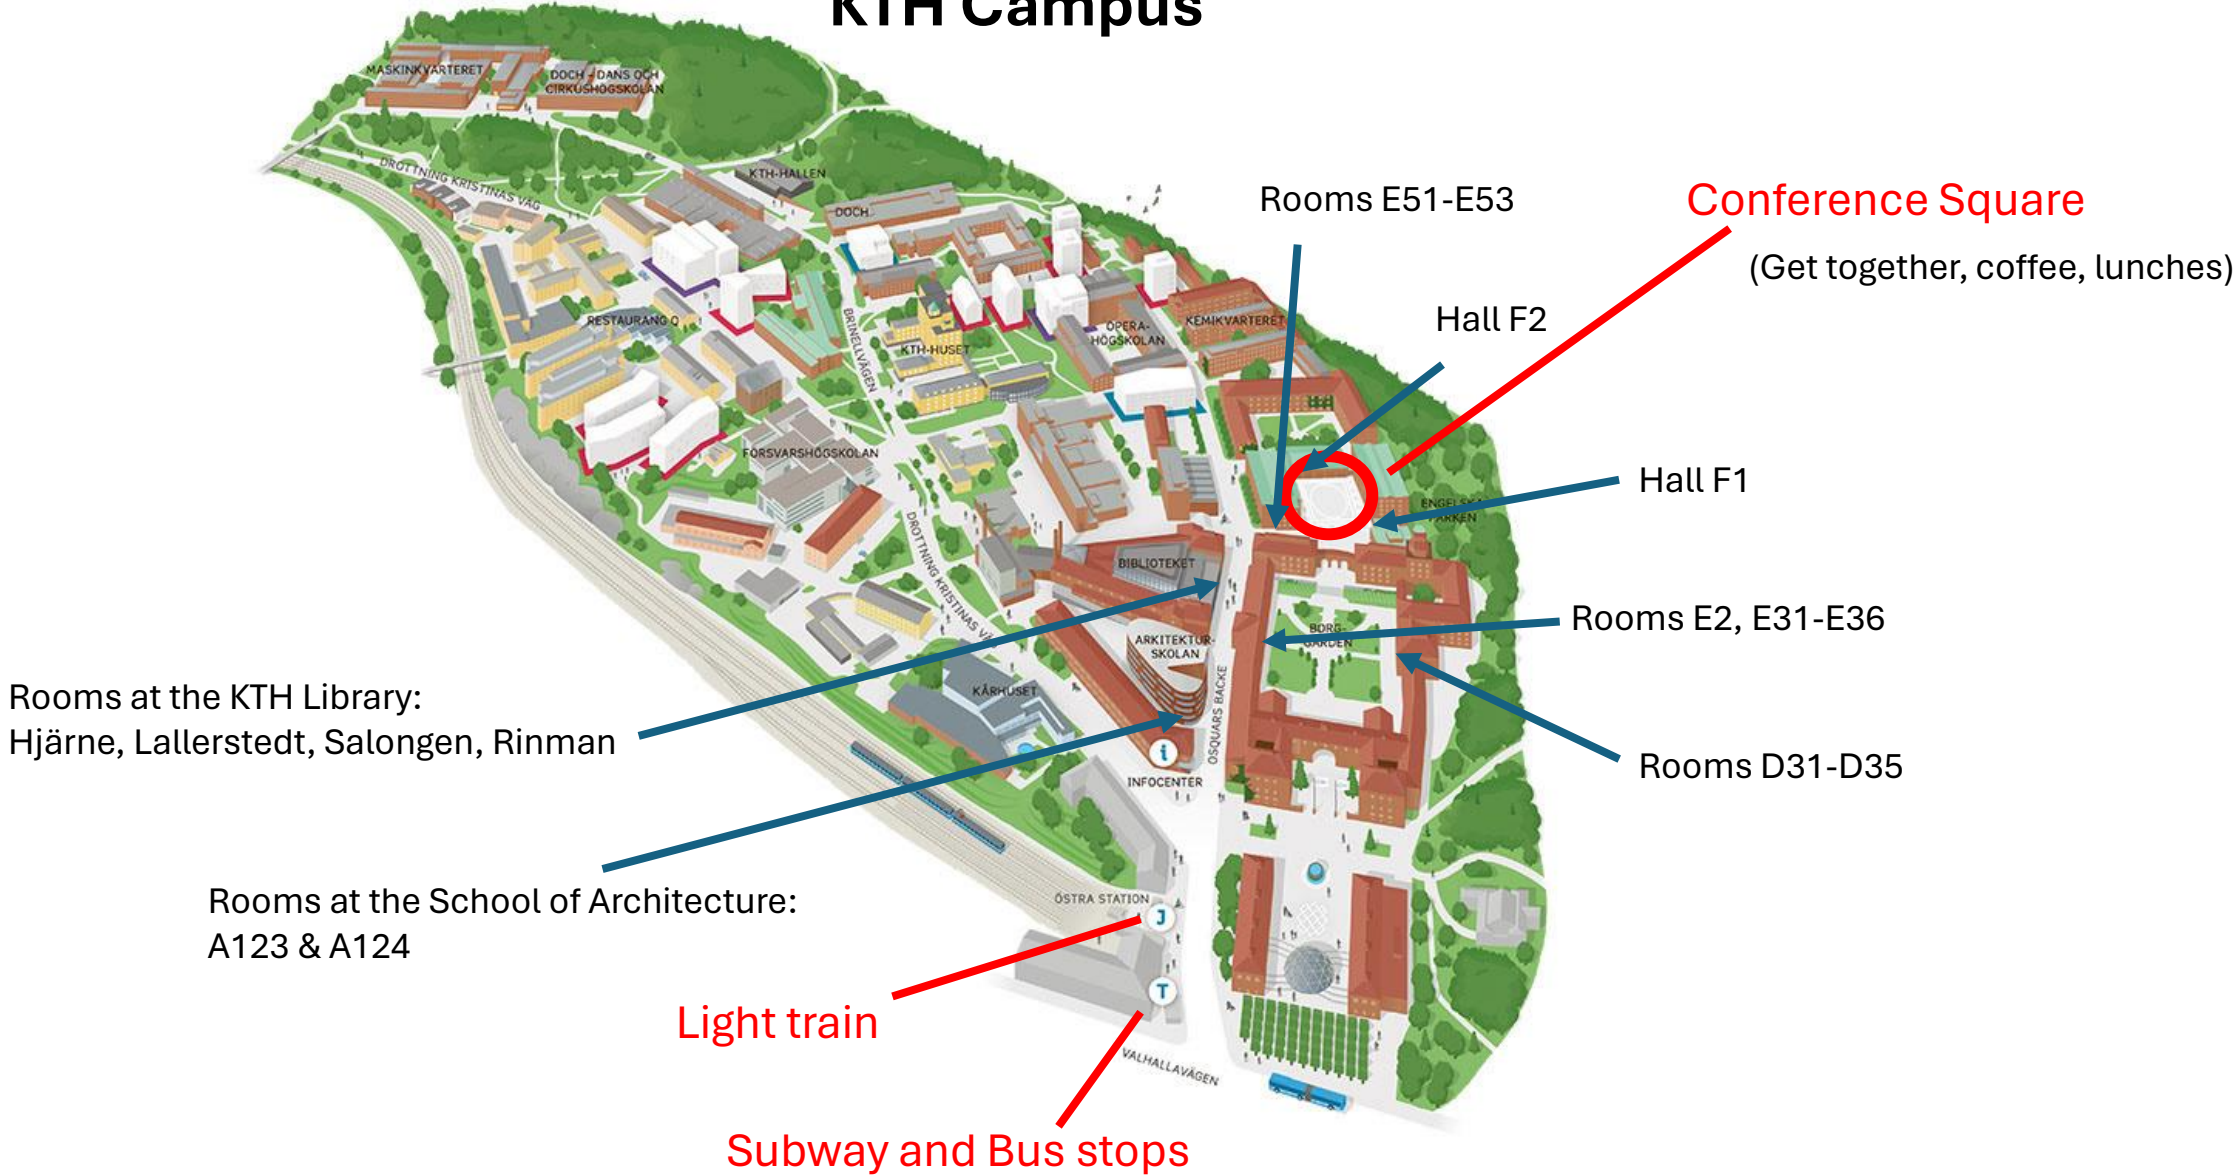 KTH Campus
MASKINKVARTERET
DOCH - DANS OCH
CIRKUSHÖGSKOLAN
DROTTNING KRISTINAS VÄG
KTH-HALLEN
DOCH
Rooms E51-E53
Conference Square
(Get together, coffee, lunches)
Hall F2
RESTAURANG Q
BRINELLVÄGEN
KTH-HUSET
OPERA-
HÖGSKOLAN
KEMIKVARTERET
FÖRSVARSHÖGSKOLAN
Hall F1
ENGELSKA
PARKEN
DROTTNING KRISTINAS VÄG
BIBLIOTEKET
Rooms E2, E31-E36
ARKITEKTUR-
SKOLAN
BORG-
GÅRDEN
Rooms at the KTH Library:
Hjärne, Lallerstedt, Salongen, Rinman
KÅRHUSET
OSQUARS BACKE
i
INFOCENTER
Rooms D31-D35
Rooms at the School of Architecture:
A123 & A124
ÖSTRA STATION
J
T
Light train
VALHALLAVÄGEN
Subway and Bus stops